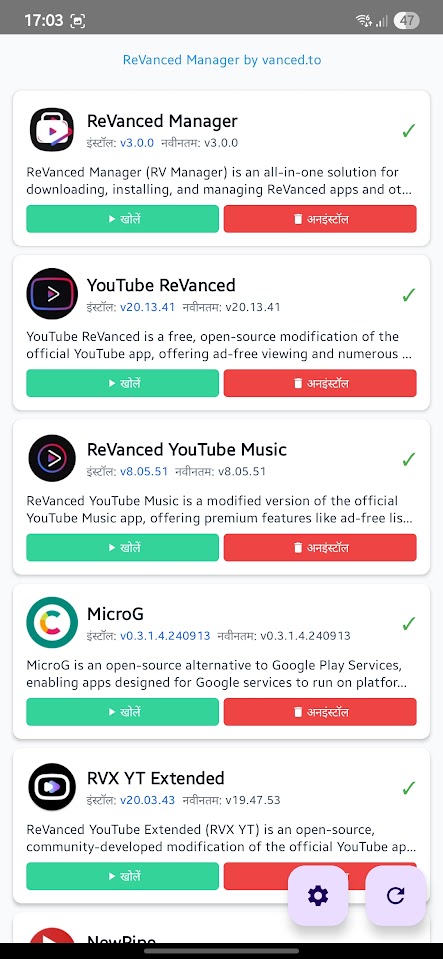 17:03
47
ReVanced Manager by vanced.to
ReVanced Manager
इंस्टॉल: v3.0.0 नवीनतम: v3.0.0
ReVanced Manager (RV Manager) is an all-in-one solution for
downloading, installing, and managing ReVanced apps and ot...
खोलें अनइंस्टॉल
YouTube ReVanced
इंस्टॉल: v20.13.41 नवीनतम: v20.13.41
YouTube ReVanced is a free, open-source modification of the
official YouTube app, offering ad-free viewing and numerous ...
खोलें अनइंस्टॉल
ReVanced YouTube Music
इंस्टॉल: v8.05.51 नवीनतम: v8.05.51
ReVanced YouTube Music is a modified version of the official
YouTube Music app, offering premium features like ad-free lis...
खोलें अनइंस्टॉल
MicroG
इंस्टॉल: v0.3.1.4.240913 नवीनतम: v0.3.1.4.240913
MicroG is an open-source alternative to Google Play Services,
enabling apps designed for Google services to run on platfor...
खोलें अनइंस्टॉल
RVX YT Extended
इंस्टॉल: v20.03.43 नवीनतम: v19.47.53
ReVanced YouTube Extended (RVX YT) is an open-source,
community-developed modification of the official YouTube ap...
खोलें
NewPipe